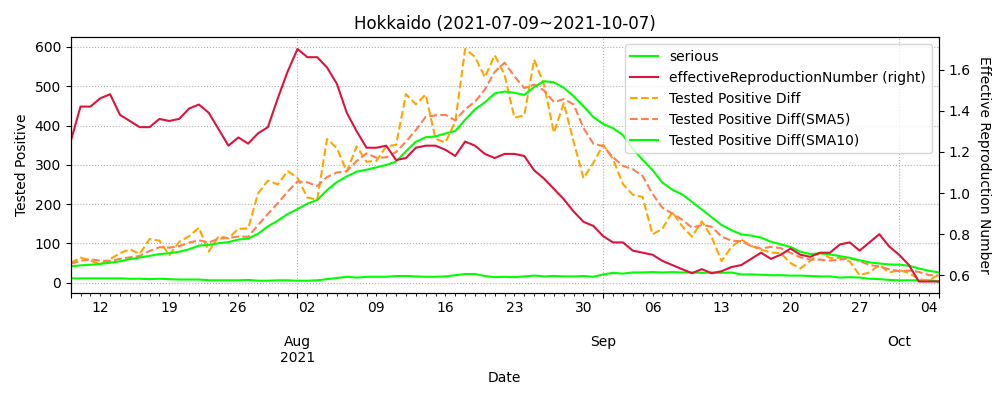 Hokkaido (2021-07-09~2021-10-07)
600
500
400
300
200
100
0
Tested Positive
serious
effectiveReproductionNumber (right)
Tested Positive Diff
Tested Positive Diff(SMA5)
Tested Positive Diff(SMA10)
1.6
1.4
1.2
1.0
0.8
0.6
Effective Reproduction Number
12 19 26 02 09 16 23 30 06 13 20 27 04
Aug Sep Oct
2021
Date